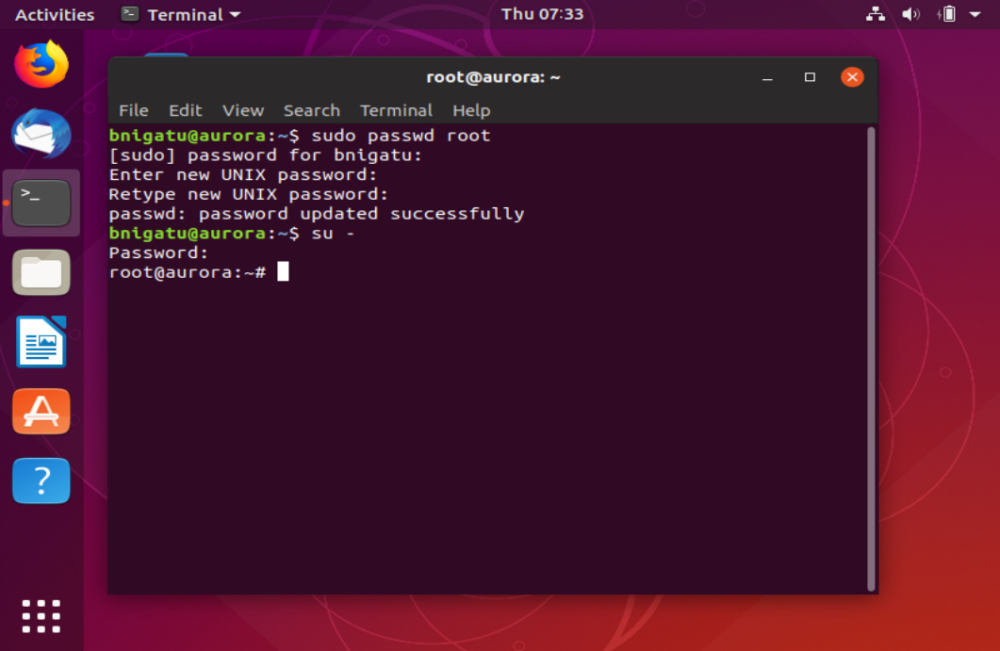 Activities Terminal Thu 07:33
root@aurora: ~
File Edit View Search Terminal Help
bnigatu@aurora:~$ sudo passwd root
[sudo] password for bnigatu:
Enter new UNIX password:
Retype new UNIX password:
passwd: password updated successfully
bnigatu@aurora:~$ su -
Password:
root@aurora:~#